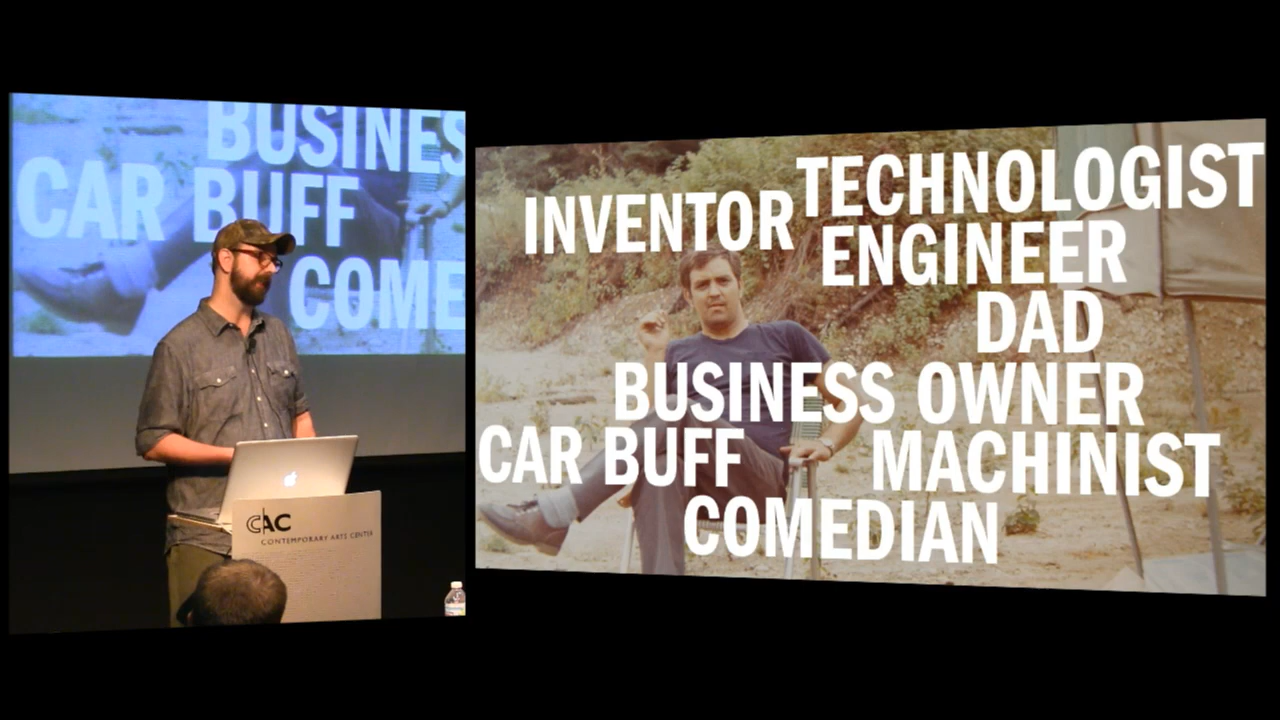 BUSINES
CAR BUFF
COME
CAC
CONTEMPORARY ARTS CENTER
INVENTOR
TECHNOLOGIST
ENGINEER
DAD
BUSINESS OWNER
CAR BUFF
MACHINIST
COMEDIAN